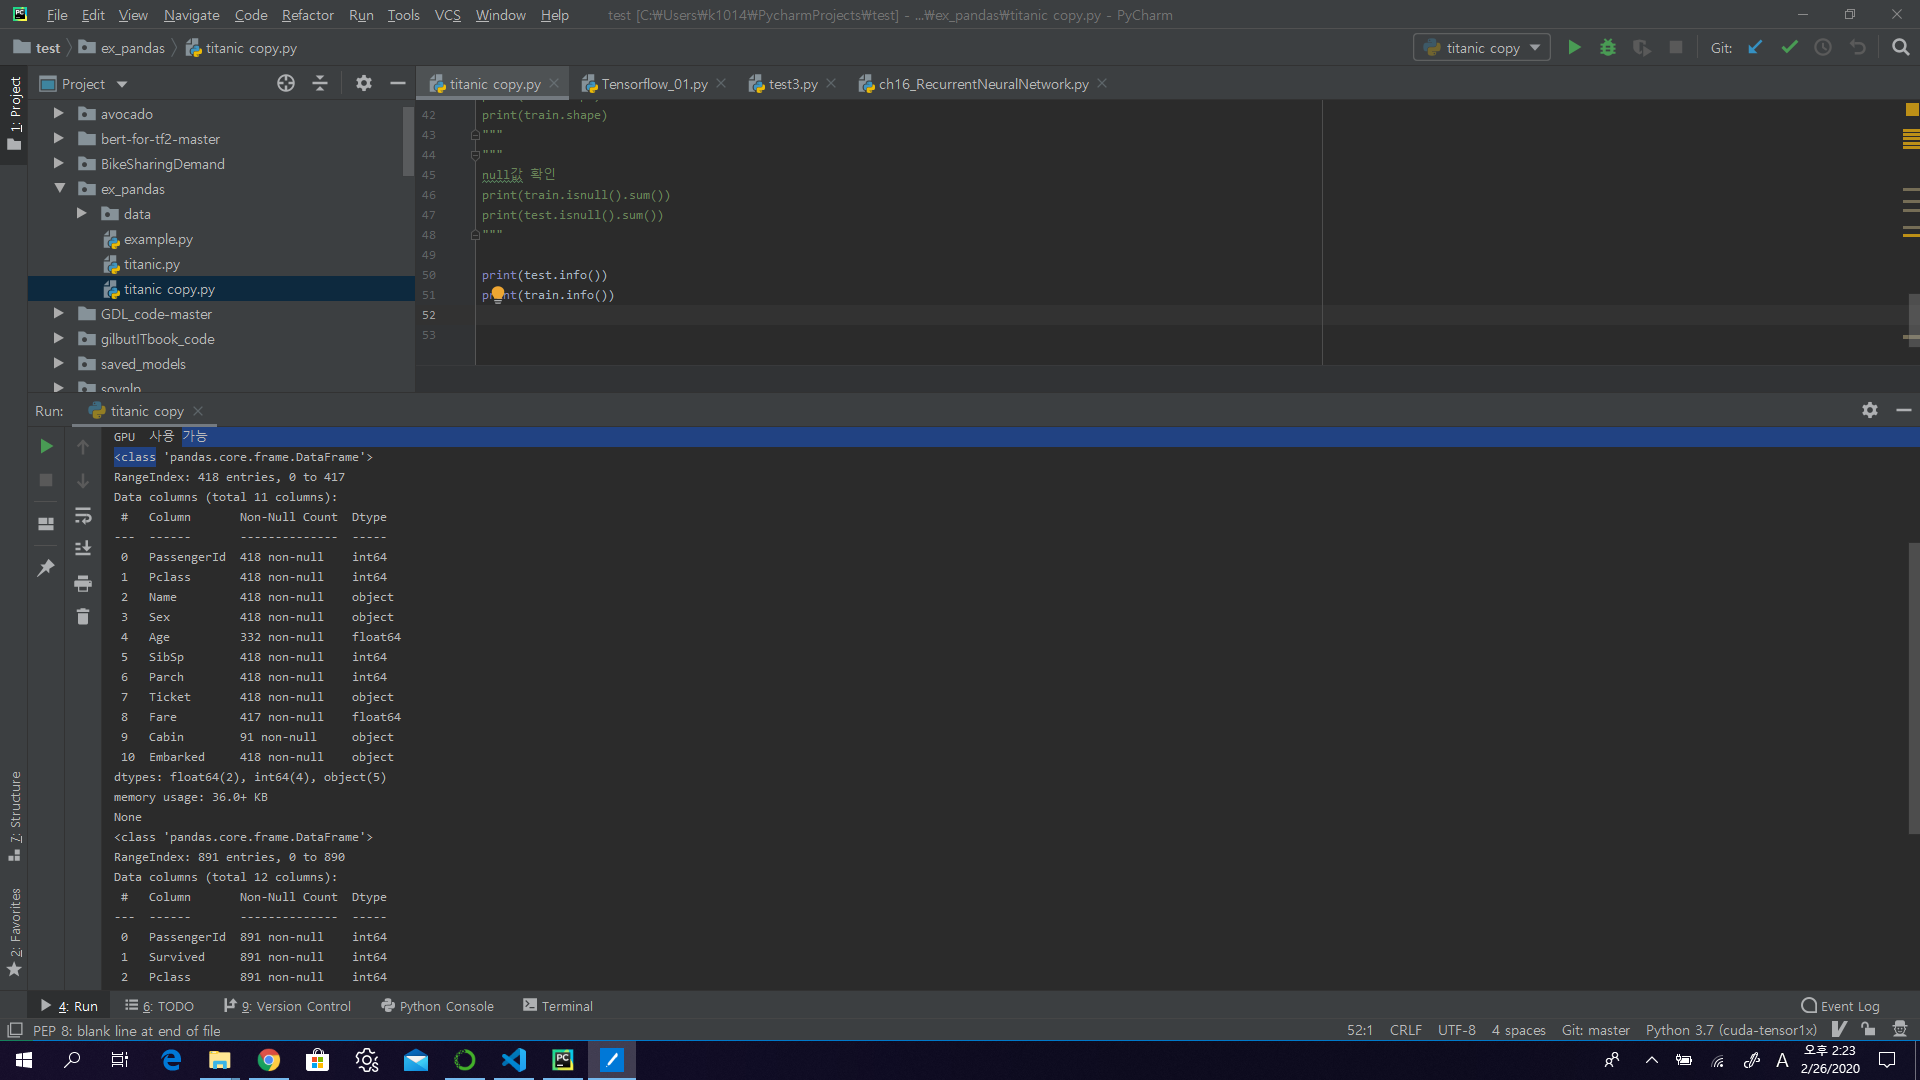 File Edit View Navigate Code Refactor Run Tools VCS Window Help test [C:₩Users₩k1014₩PycharmProjects₩test] - ...₩ex_pandas₩titanic copy.py - PyCharm
test ex_pandas titanic copy.py titanic copy Git:
Project titanic copy.py Tensorflow_01.py test3.py ch16_RecurrentNeuralNetwork.py
1: Project
avocado
bert-for-tf2-master
BikeSharingDemand
ex_pandas
data
example.py
titanic.py
titanic copy.py
GDL_code-master
gilbutITbook_code
saved_models
42 print(train.shape)
43 """
44 """
45 null값 확인
46 print(train.isnull().sum())
47 print(test.isnull().sum())
48 """
49
50 print(test.info())
51 print(train.info())
52
53
Run: titanic copy
GPU 사용 가능
<class 'pandas.core.frame.DataFrame'>
RangeIndex: 418 entries, 0 to 417
Data columns (total 11 columns):
# Column Non-Null Count Dtype
--- ------ -------------- -----
0 PassengerId 418 non-null int64
1 Pclass 418 non-null int64
2 Name 418 non-null object
3 Sex 418 non-null object
4 Age 332 non-null float64
5 SibSp 418 non-null int64
6 Parch 418 non-null int64
7 Ticket 418 non-null object
8 Fare 417 non-null float64
9 Cabin 91 non-null object
10 Embarked 418 non-null object
dtypes: float64(2), int64(4), object(5)
memory usage: 36.0+ KB
None
<class 'pandas.core.frame.DataFrame'>
RangeIndex: 891 entries, 0 to 890
Data columns (total 12 columns):
# Column Non-Null Count Dtype
--- ------ -------------- -----
0 PassengerId 891 non-null int64
1 Survived 891 non-null int64
2 Pclass 891 non-null int64
7: Structure
2: Favorites
4: Run 6: TODO 9: Version Control Python Console Terminal Event Log
PEP 8: blank line at end of file 52:1 CRLF UTF-8 4 spaces Git: master Python 3.7 (cuda-tensor1x)
A 오후 2:23
2/26/2020